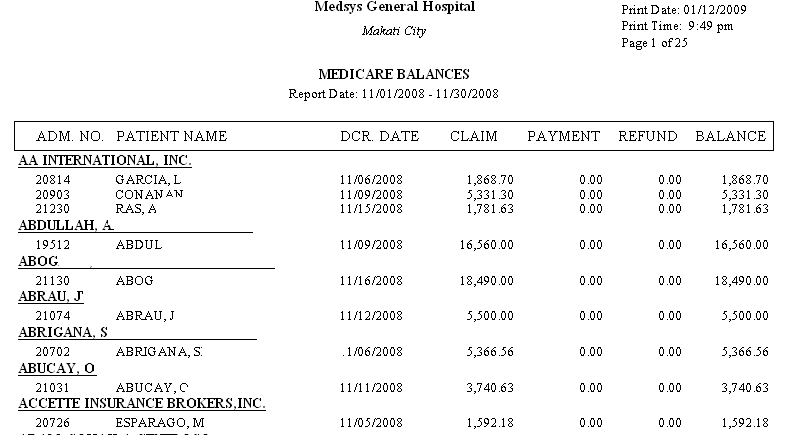 Medsys General Hospital
Makati City
Print Date: 01/12/2009
Print Time: 9:49 pm
Page 1 of 25
MEDICARE BALANCES
Report Date: 11/01/2008 - 11/30/2008
ADM. NO. PATIENT NAME DCR. DATE CLAIM PAYMENT REFUND BALANCE
AA INTERNATIONAL, INC.
20814 GARCIA, L 11/06/2008 1,868.70 0.00 0.00 1,868.70
20903 CONANAN 11/09/2008 5,331.30 0.00 0.00 5,331.30
21230 RAS, A 11/15/2008 1,781.63 0.00 0.00 1,781.63
ABDULLAH, A
19512 ABDUL 11/09/2008 16,560.00 0.00 0.00 16,560.00
ABOG
21130 ABOG 11/16/2008 18,490.00 0.00 0.00 18,490.00
ABRAU, J
21074 ABRAU, J 11/12/2008 5,500.00 0.00 0.00 5,500.00
ABRIGANA, S
20702 ABRIGANA, S .1/06/2008 5,366.56 0.00 0.00 5,366.56
ABUCAY, O
21031 ABUCAY, 11/11/2008 3,740.63 0.00 0.00 3,740.63
ACCETTE INSURANCE BROKERS,INC.
20726 ESPARAGO, M 11/05/2008 1,592.18 0.00 0.00 1,592.18